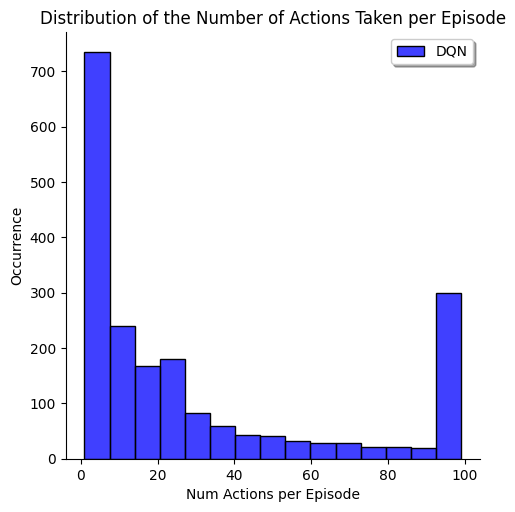 Distribution of the Number of Actions Taken per Episode
DQN
700
600
500
400
300
200
100
0
Occurrence
0 20 40 60 80 100
Num Actions per Episode